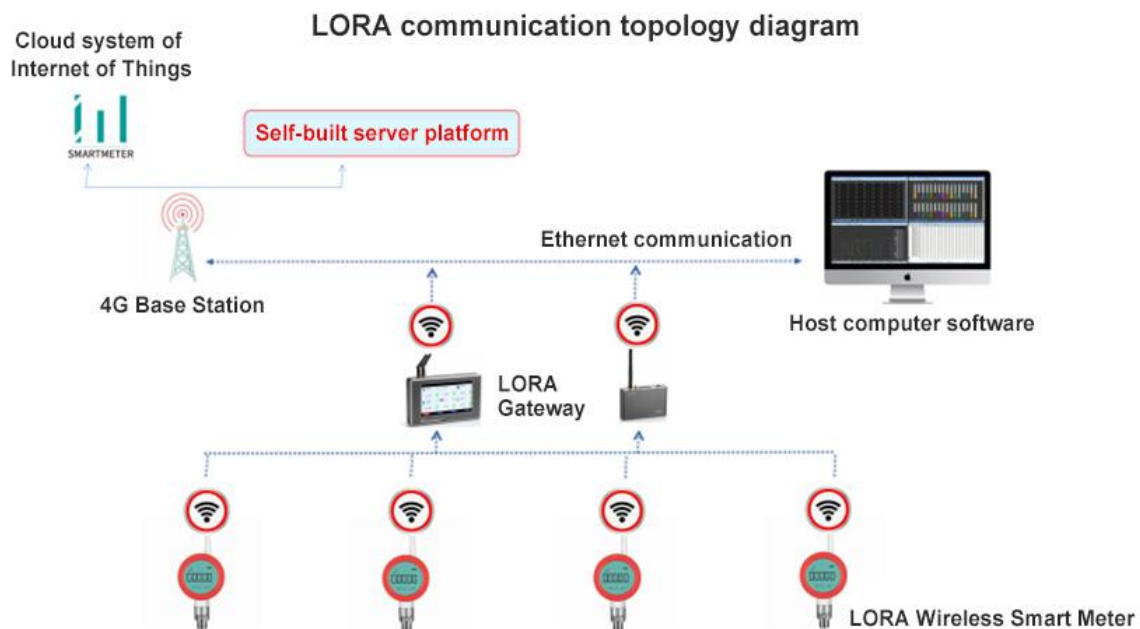 LORA communication topology diagram
Cloud system of
Internet of Things
SMARTMETER
Self-built server platform
Ethernet communication
4G Base Station
Host computer software
LORA
Gateway
LORA Wireless Smart Meter